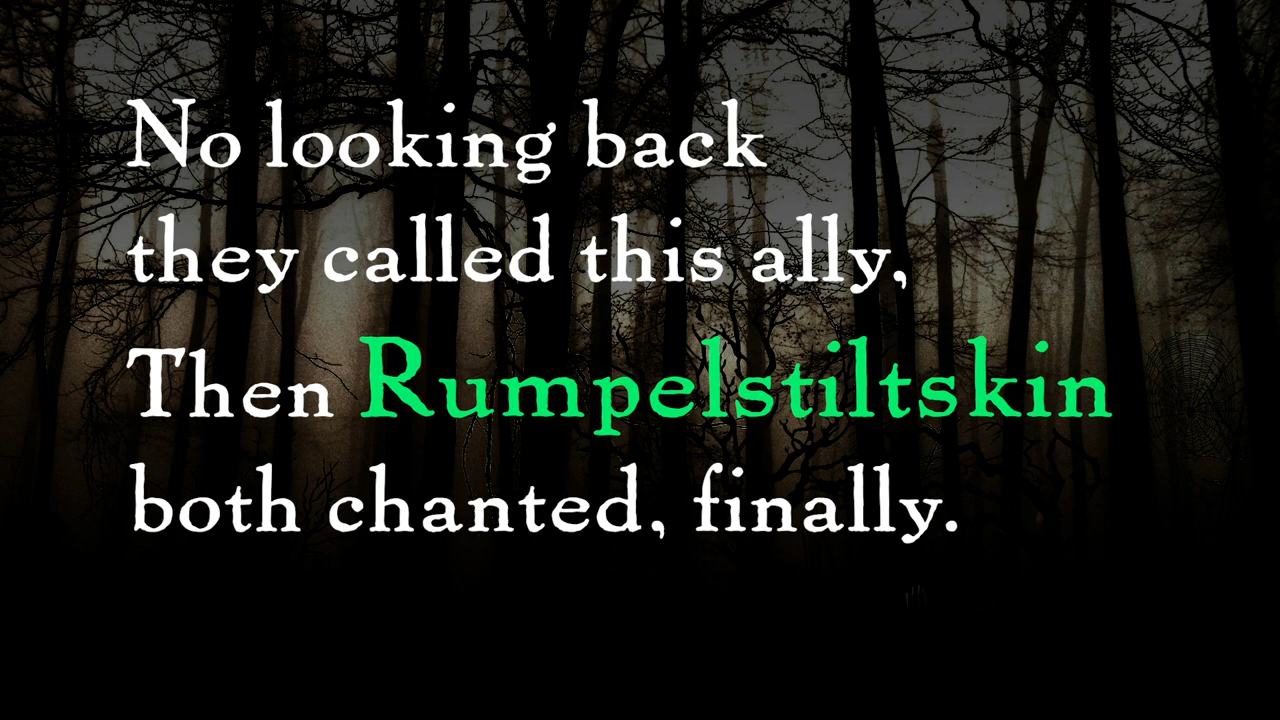 No looking back
they called this ally,
Then Rumpelstiltskin
both chanted, finally.